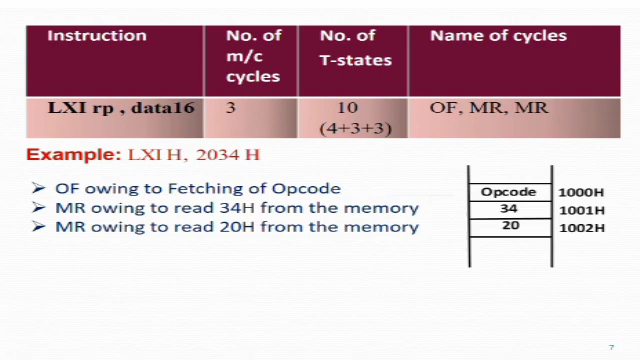 Instruction No. of m/c cycles No. of T-states Name of cycles
LXI rp , data16 3 10 (4+3+3) OF, MR, MR
Example: LXI H, 2034 H
OF owing to Fetching of Opcode
MR owing to read 34H from the memory
MR owing to read 20H from the memory
Opcode 1000H
34 1001H
20 1002H
7